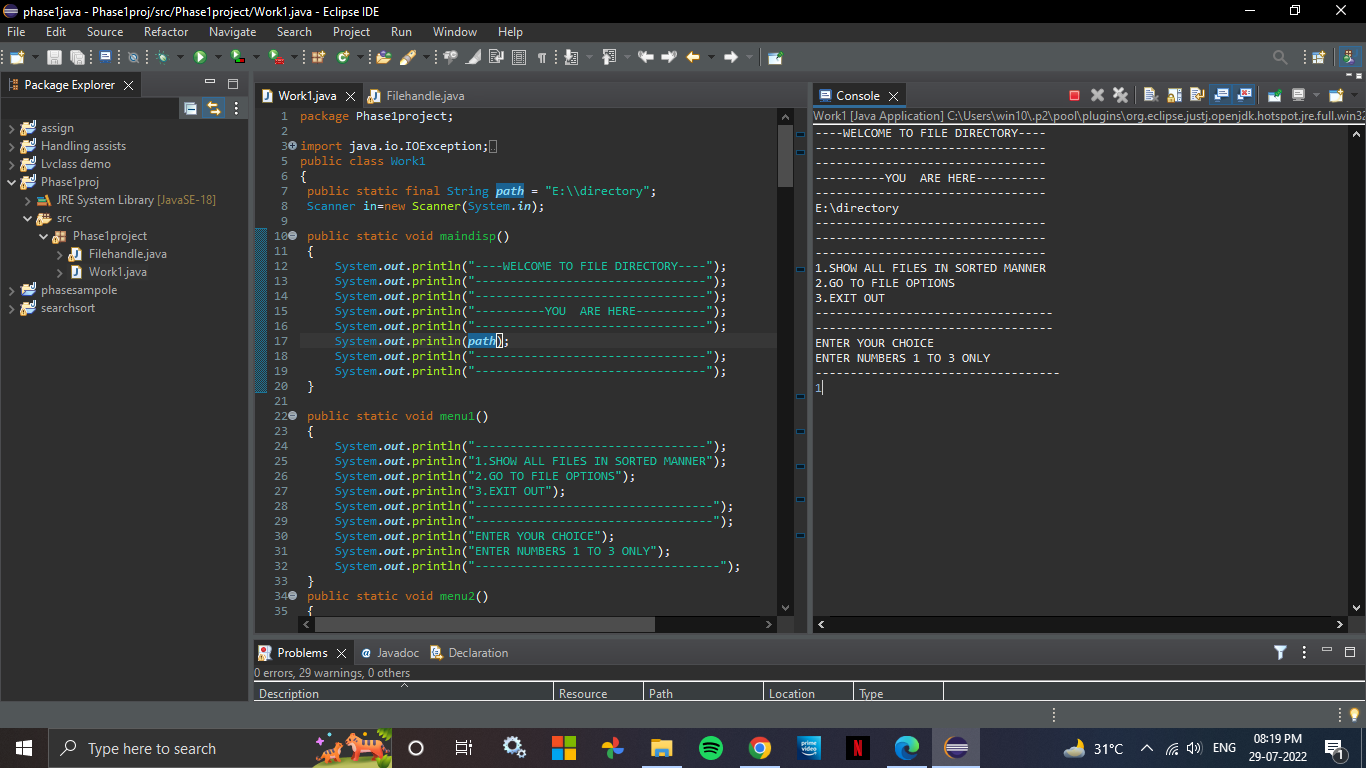 phase1java - Phase1proj/src/Phase1project/Work1.java - Eclipse IDE
File Edit Source Refactor Navigate Search Project Run Window Help
Package Explorer
assign
Handling assists
Lvclass demo
Phase1proj
JRE System Library [JavaSE-18]
src
Phase1project
Filehandle.java
Work1.java
phasesampole
searchsort
Work1.java Filehandle.java
1 package Phase1project;
2
3 import java.io.IOException;
5 public class Work1
6 {
7 public static final String path = "E:\\directory";
8 Scanner in=new Scanner(System.in);
9
10 public static void maindisp()
11 {
12 System.out.println("----WELCOME TO FILE DIRECTORY----");
13 System.out.println("---------------------------------");
14 System.out.println("---------------------------------");
15 System.out.println("----------YOU  ARE HERE----------");
16 System.out.println("---------------------------------");
17 System.out.println(path);
18 System.out.println("---------------------------------");
19 System.out.println("---------------------------------");
20 }
21
22 public static void menu1()
23 {
24 System.out.println("---------------------------------");
25 System.out.println("1.SHOW ALL FILES IN SORTED MANNER");
26 System.out.println("2.GO TO FILE OPTIONS");
27 System.out.println("3.EXIT OUT");
28 System.out.println("----------------------------------");
29 System.out.println("----------------------------------");
30 System.out.println("ENTER YOUR CHOICE");
31 System.out.println("ENTER NUMBERS 1 TO 3 ONLY");
32 System.out.println("-----------------------------------");
33 }
34 public static void menu2()
35 {
Console
Work1 [Java Application] C:\Users\win10\.p2\pool\plugins\org.eclipse.justj.openjdk.hotspot.jre.full.win32
----WELCOME TO FILE DIRECTORY----
---------------------------------
---------------------------------
----------YOU  ARE HERE----------
---------------------------------
E:\directory
---------------------------------
---------------------------------
---------------------------------
1.SHOW ALL FILES IN SORTED MANNER
2.GO TO FILE OPTIONS
3.EXIT OUT
----------------------------------
----------------------------------
ENTER YOUR CHOICE
ENTER NUMBERS 1 TO 3 ONLY
-----------------------------------
1
Problems Javadoc Declaration
0 errors, 29 warnings, 0 others
Description Resource Path Location Type
Type here to search
31°C ENG 08:19 PM
29-07-2022
prime video
N
1